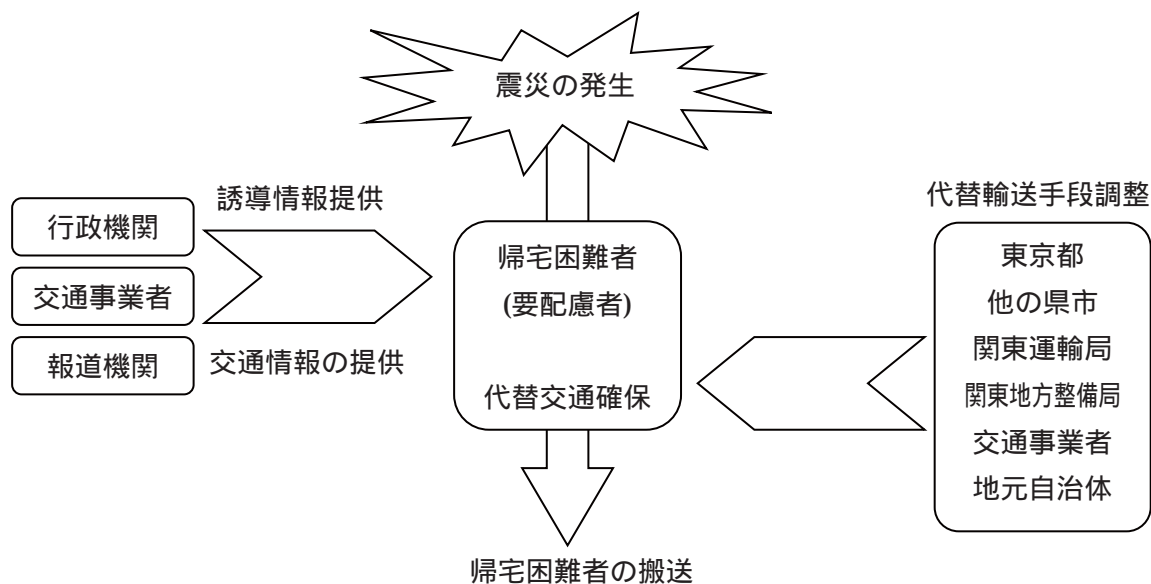 震災の発生
誘導情報提供
行政機関
交通事業者
報道機関
交通情報の提供
帰宅困難者
(要配慮者)
代替交通確保
代替輸送手段調整
東京都
他の県市
関東運輸局
関東地方整備局
交通事業者
地元自治体
帰宅困難者の搬送